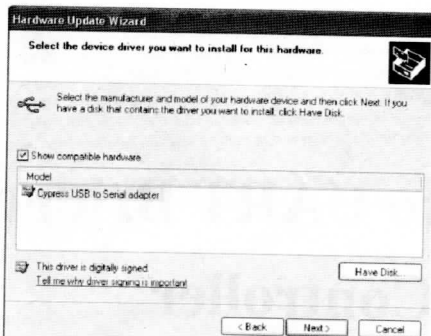 Hardware Update Wizard
Select the device driver you want to install for this hardware.
Select the manufacturer and model of your hardware device and then click Next. If you
have a disk that contains the driver you want to install, click Have Disk.
Show compatible hardware
Model
Cypress USB to Serial adapter
This driver is digitally signed.
Tell me why driver signing is important
Have Disk...
< Back
Next >
Cancel